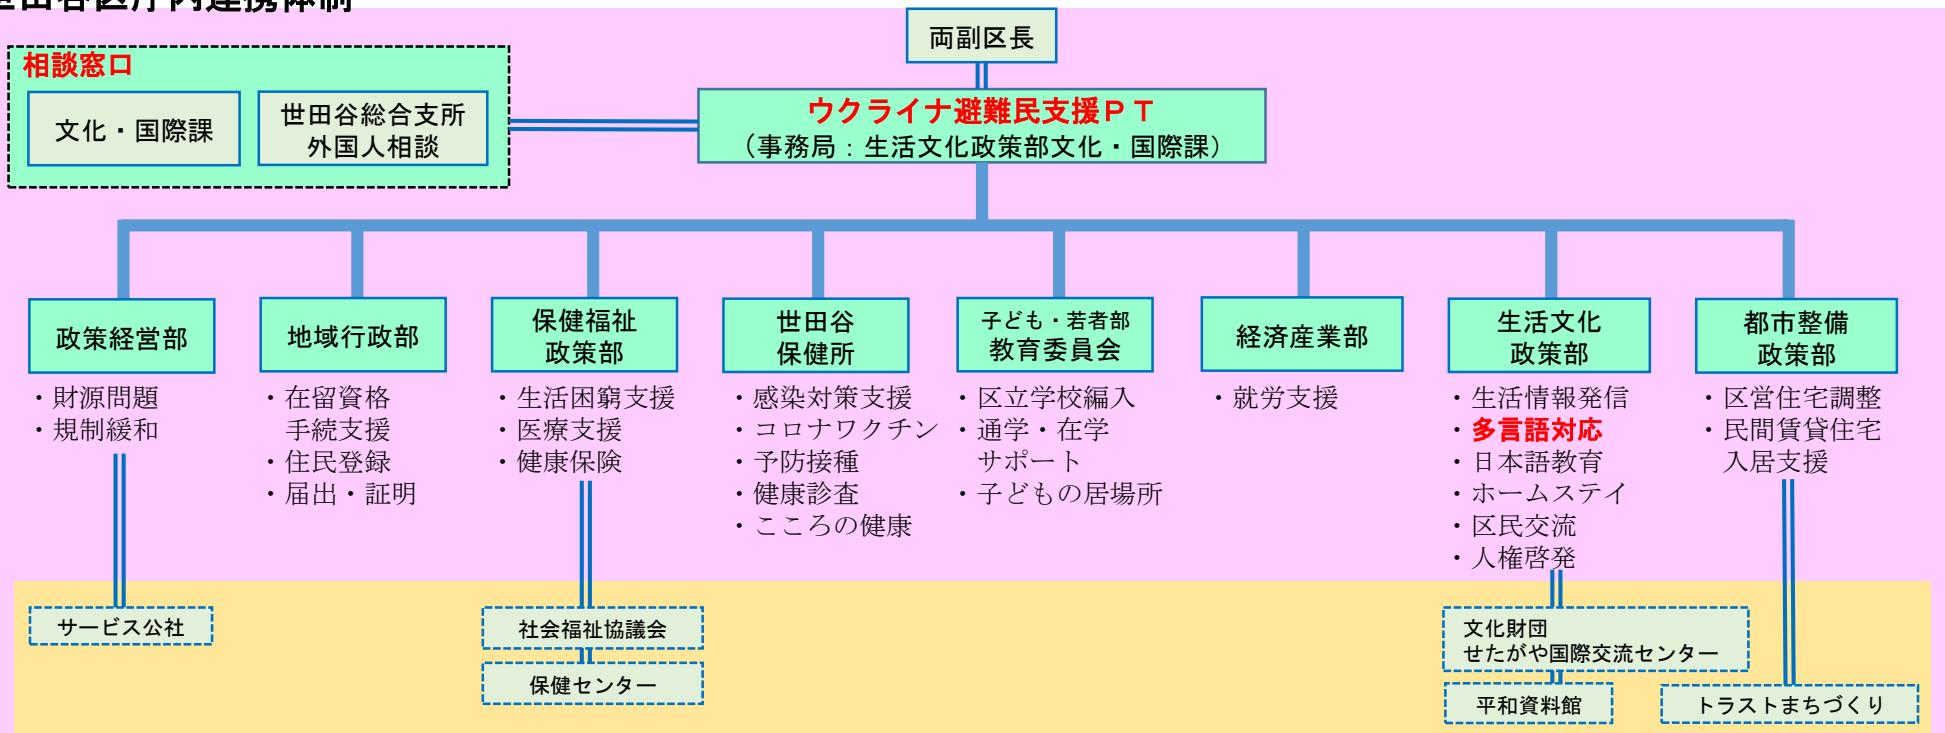 世田谷区庁内連携体制
両副区長
相談窓口
文化・国際課
世田谷総合支所
外国人相談
ウクライナ避難民支援ＰＴ
（事務局：生活文化政策部文化・国際課）
政策経営部
・財源問題
・規制緩和
地域行政部
・在留資格
手続支援
・住民登録
・届出・証明
保健福祉
政策部
・生活困窮支援
・医療支援
・健康保険
世田谷
保健所
・感染対策支援
・コロナワクチン
・予防接種
・健康診査
・こころの健康
子ども・若者部
教育委員会
・区立学校編入
・通学・在学
サポート
・子どもの居場所
経済産業部
・就労支援
生活文化
政策部
・生活情報発信
・多言語対応
・日本語教育
・ホームステイ
・区民交流
・人権啓発
都市整備
政策部
・区営住宅調整
・民間賃貸住宅
入居支援
サービス公社
社会福祉協議会
保健センター
文化財団
せたがや国際交流センター
平和資料館
トラストまちづくり